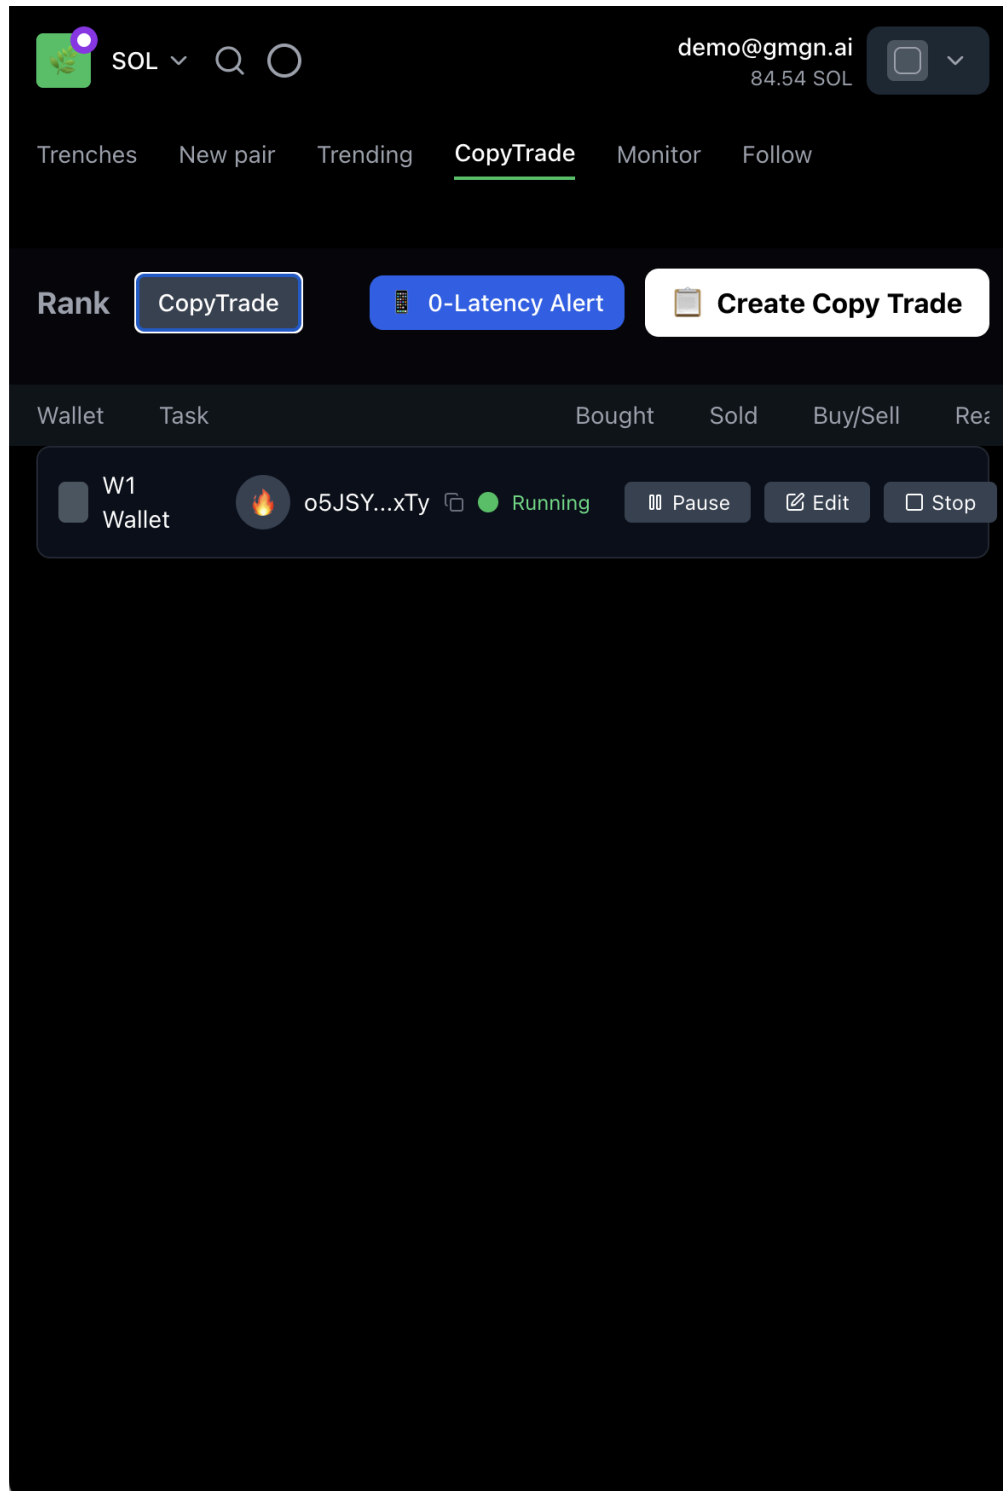 SOL
demo@gmgn.ai
84.54 SOL
Trenches New pair Trending CopyTrade Monitor Follow
Rank CopyTrade 0-Latency Alert Create Copy Trade
Wallet Task Bought Sold Buy/Sell Rea
W1 Wallet
o5JSY...xTy Running Pause Edit Stop